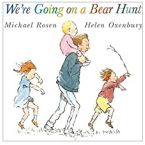 We're Going on a Bear Hunt
Michael Rosen Helen Oxenbury